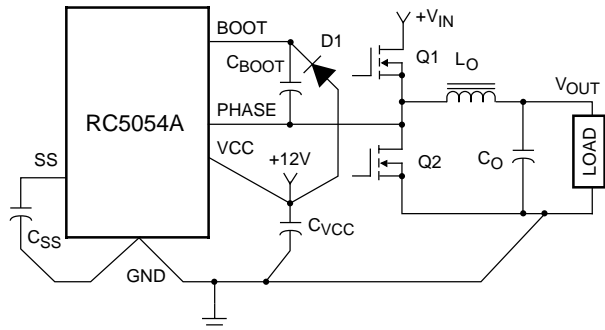 +VIN
BOOT
D1
Q1
CBOOT
LO
VOUT
PHASE
RC5054A
VCC
SS
+12V
Q2
CO
LOAD
CSS
CVCC
GND